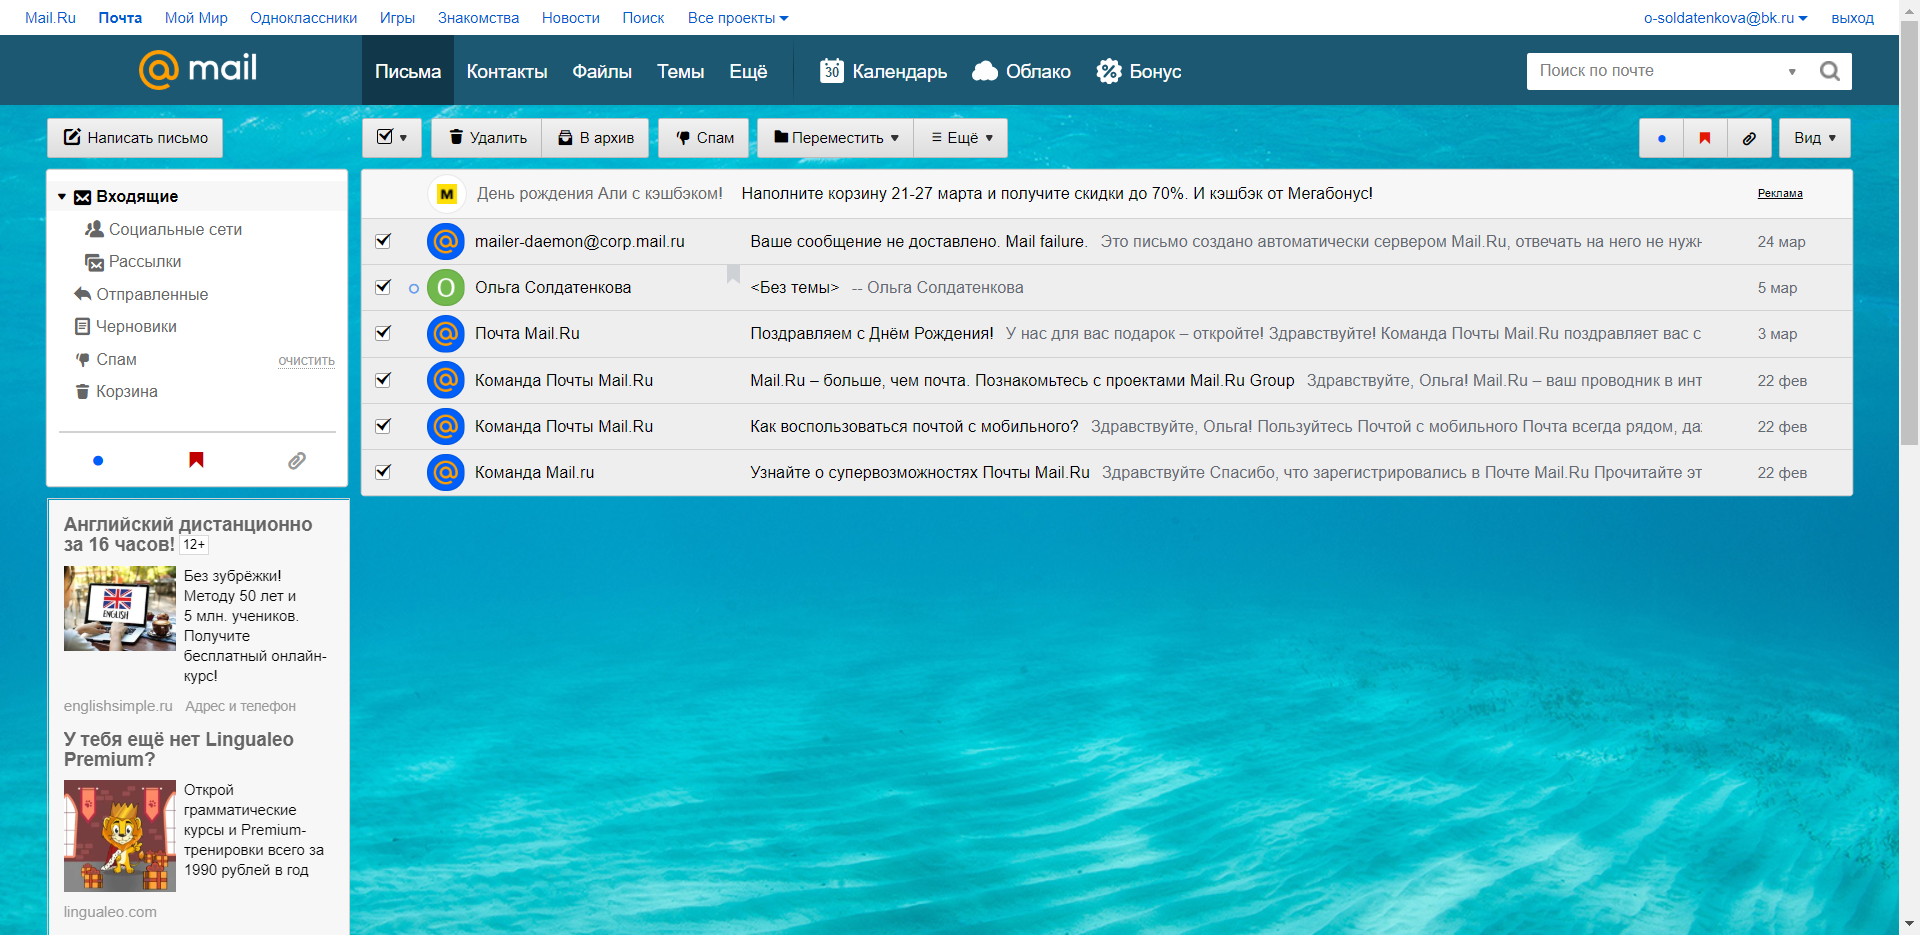 Mail.Ru Почта Мой Мир Одноклассники Игры Знакомства Новости Поиск Все проекты o-soldatenkova@bk.ru выход
@mail Письма Контакты Файлы Темы Ещё 30 Календарь Облако % Бонус Поиск по почте
Написать письмо Удалить В архив Спам Переместить Ещё Вид
Входящие
Социальные сети
Рассылки
Отправленные
Черновики
Спам очистить
Корзина
М День рождения Али с кэшбэком! Наполните корзину 21-27 марта и получите скидки до 70%. И кэшбэк от Мегабонус! Реклама
@ mailer-daemon@corp.mail.ru Ваше сообщение не доставлено. Mail failure. Это письмо создано автоматически сервером Mail.Ru, отвечать на него не нужн 24 мар
О Ольга Солдатенкова <Без темы> -- Ольга Солдатенкова 5 мар
@ Почта Mail.Ru Поздравляем с Днём Рождения! У нас для вас подарок – откройте! Здравствуйте! Команда Почты Mail.Ru поздравляет вас с 3 мар
@ Команда Почты Mail.Ru Mail.Ru – больше, чем почта. Познакомьтесь с проектами Mail.Ru Group Здравствуйте, Ольга! Mail.Ru – ваш проводник в инт 22 фев
@ Команда Почты Mail.Ru Как воспользоваться почтой с мобильного? Здравствуйте, Ольга! Пользуйтесь Почтой с мобильного Почта всегда рядом, да 22 фев
@ Команда Mail.ru Узнайте о супервозможностях Почты Mail.Ru Здравствуйте Спасибо, что зарегистрировались в Почте Mail.Ru Прочитайте эт 22 фев
Английский дистанционно
за 16 часов! 12+
ENGLISH
Без зубрёжки!
Методу 50 лет и
5 млн. учеников.
Получите
бесплатный онлайн-
курс!
englishsimple.ru Адрес и телефон
У тебя ещё нет Lingualeo
Premium?
Открой
грамматические
курсы и Premium-
тренировки всего за
1990 рублей в год
lingualeo.com